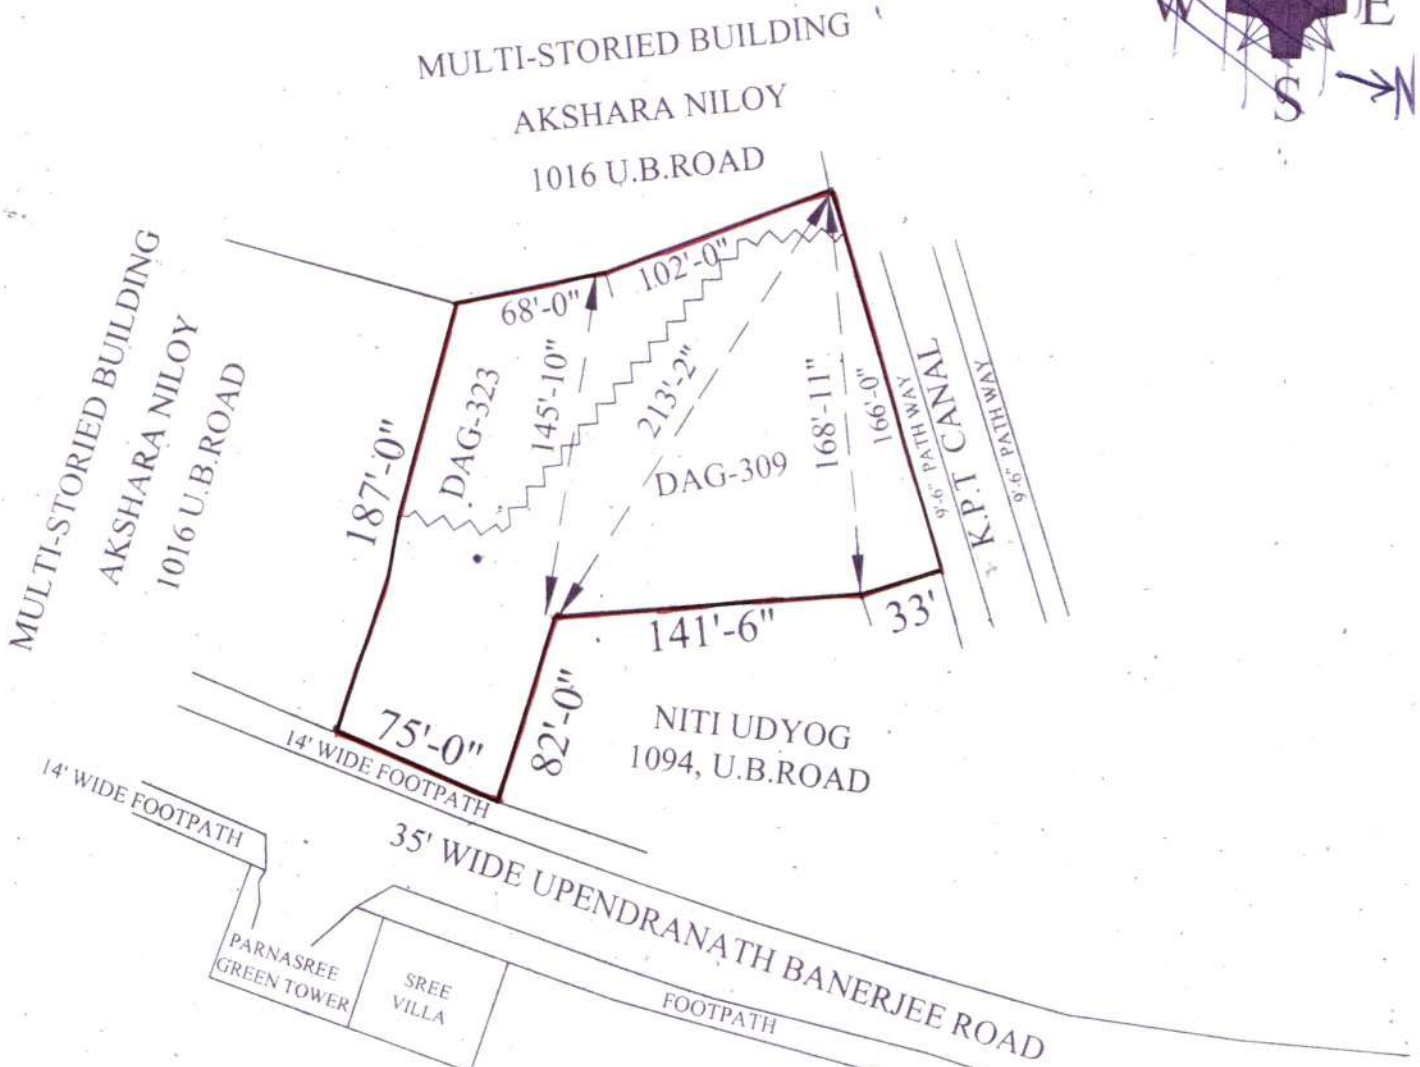 W
E
S
N
MULTI-STORIED BUILDING
AKSHARA NILOY
1016 U.B.ROAD
MULTI-STORIED BUILDING
AKSHARA NILOY
1016 U.B.ROAD
68'-0"
102'-0"
187'-0"
DAG-323
145'-10"
213'-2"
DAG-309
168'-11"
166'-0"
9'-6" PATH WAY
K.P.T CANAL
9'-6" PATH WAY
141'-6"
33'
82'-0"
75'-0"
NITI UDYOG
1094, U.B.ROAD
14' WIDE FOOTPATH
14' WIDE FOOTPATH
35' WIDE UPENDRANATH BANERJEE ROAD
PARNASREE
GREEN TOWER
SREE
VILLA
FOOTPATH